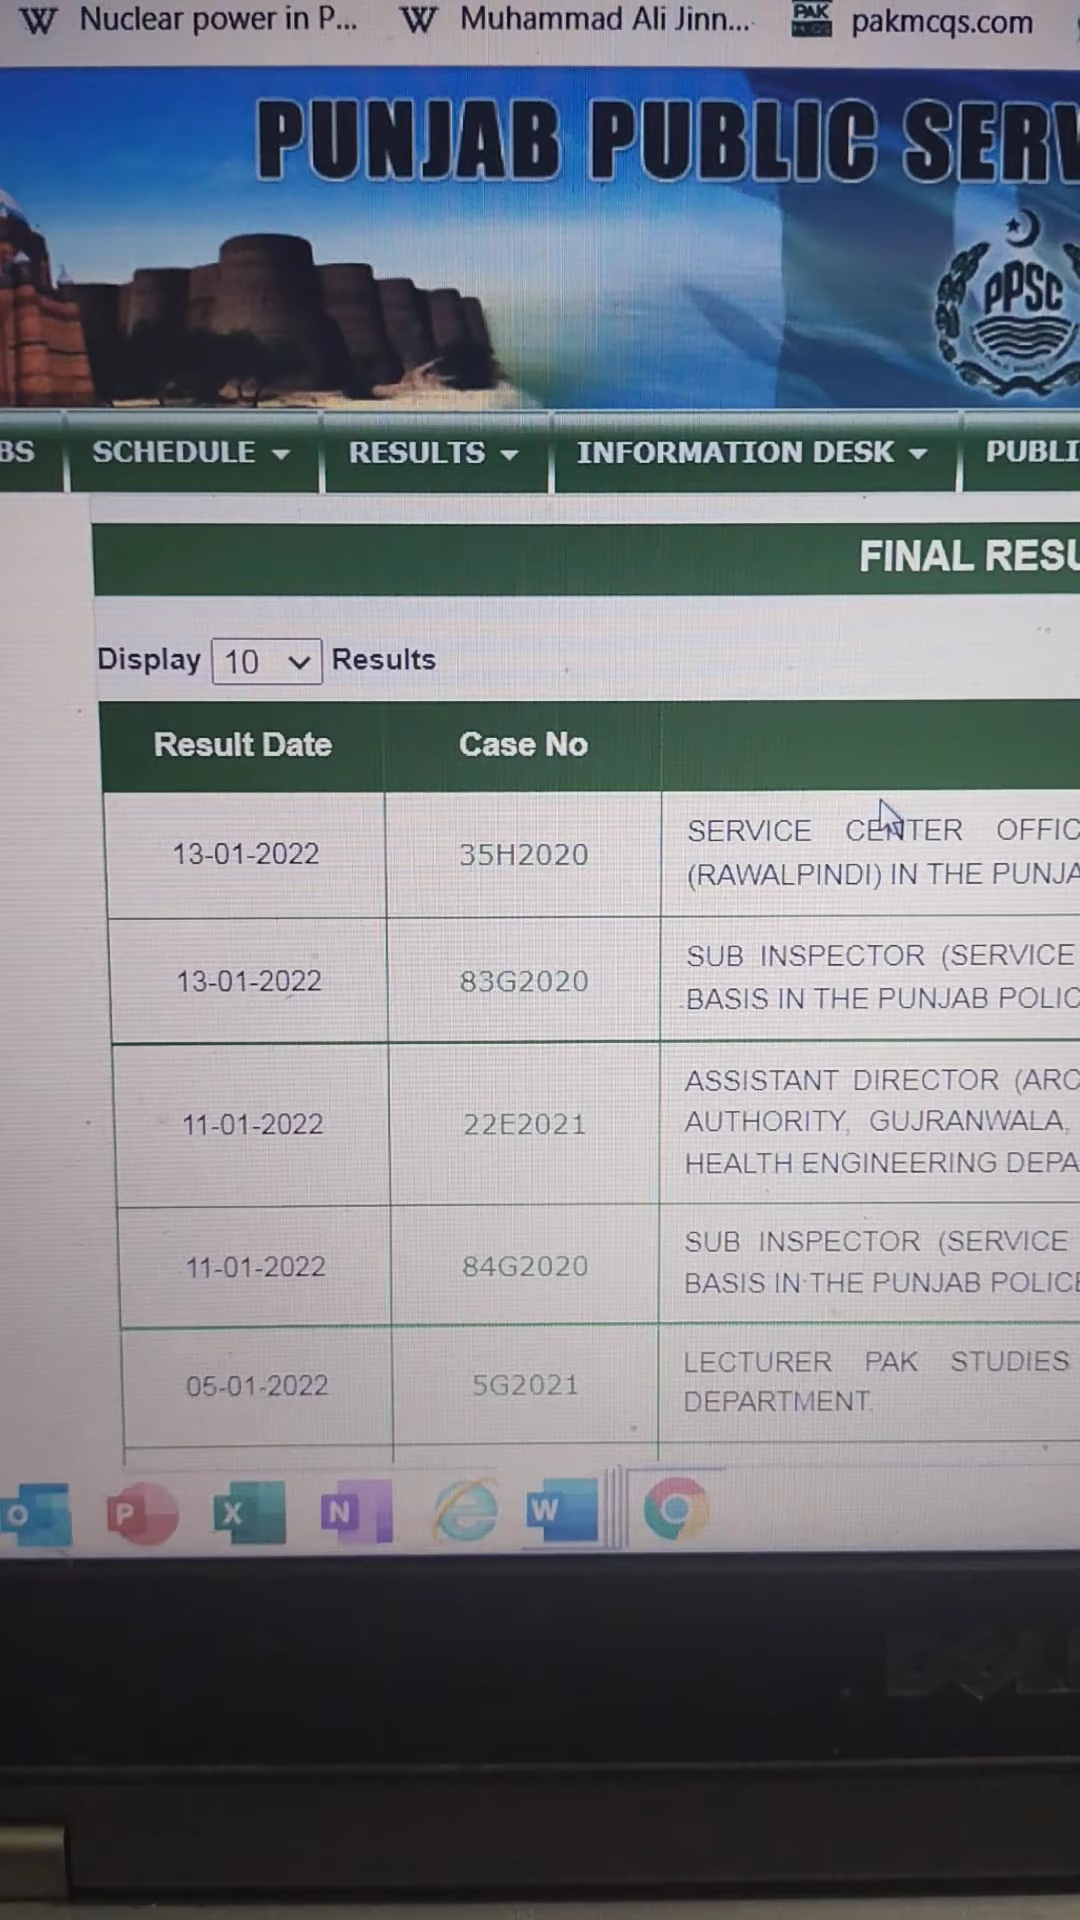 Nuclear power in P... Muhammad Ali Jinn... PAK pakmcqs.com
PUNJAB PUBLIC SERV
PPSC
BS SCHEDULE RESULTS INFORMATION DESK PUBLI
FINAL RESU
Display 10 Results
Result Date Case No
13-01-2022 35H2020 SERVICE CENTER OFFIC
(RAWALPINDI) IN THE PUNJA
13-01-2022 83G2020 SUB INSPECTOR (SERVICE
BASIS IN THE PUNJAB POLIC
11-01-2022 22E2021 ASSISTANT DIRECTOR (ARC
AUTHORITY, GUJRANWALA,
HEALTH ENGINEERING DEPA
11-01-2022 84G2020 SUB INSPECTOR (SERVICE
BASIS IN THE PUNJAB POLICE
05-01-2022 5G2021 LECTURER PAK STUDIES
DEPARTMENT.
O P X N W
DELL